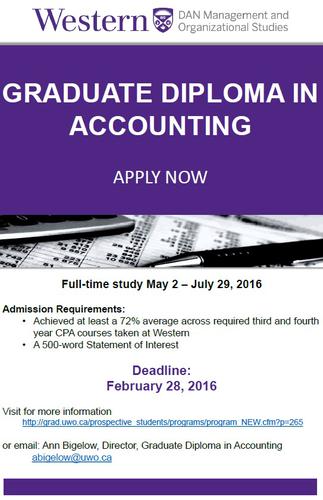 Western DAN Management and
Organizational Studies
GRADUATE DIPLOMA IN
ACCOUNTING
APPLY NOW
Full-time study May 2 – July 29, 2016
Admission Requirements:
• Achieved at least a 72% average across required third and fourth
year CPA courses taken at Western
• A 500-word Statement of Interest
Deadline:
February 28, 2016
Visit for more information
http://grad.uwo.ca/prospective_students/programs/program_NEW.cfm?p=265
or email: Ann Bigelow, Director, Graduate Diploma in Accounting
abigelow@uwo.ca